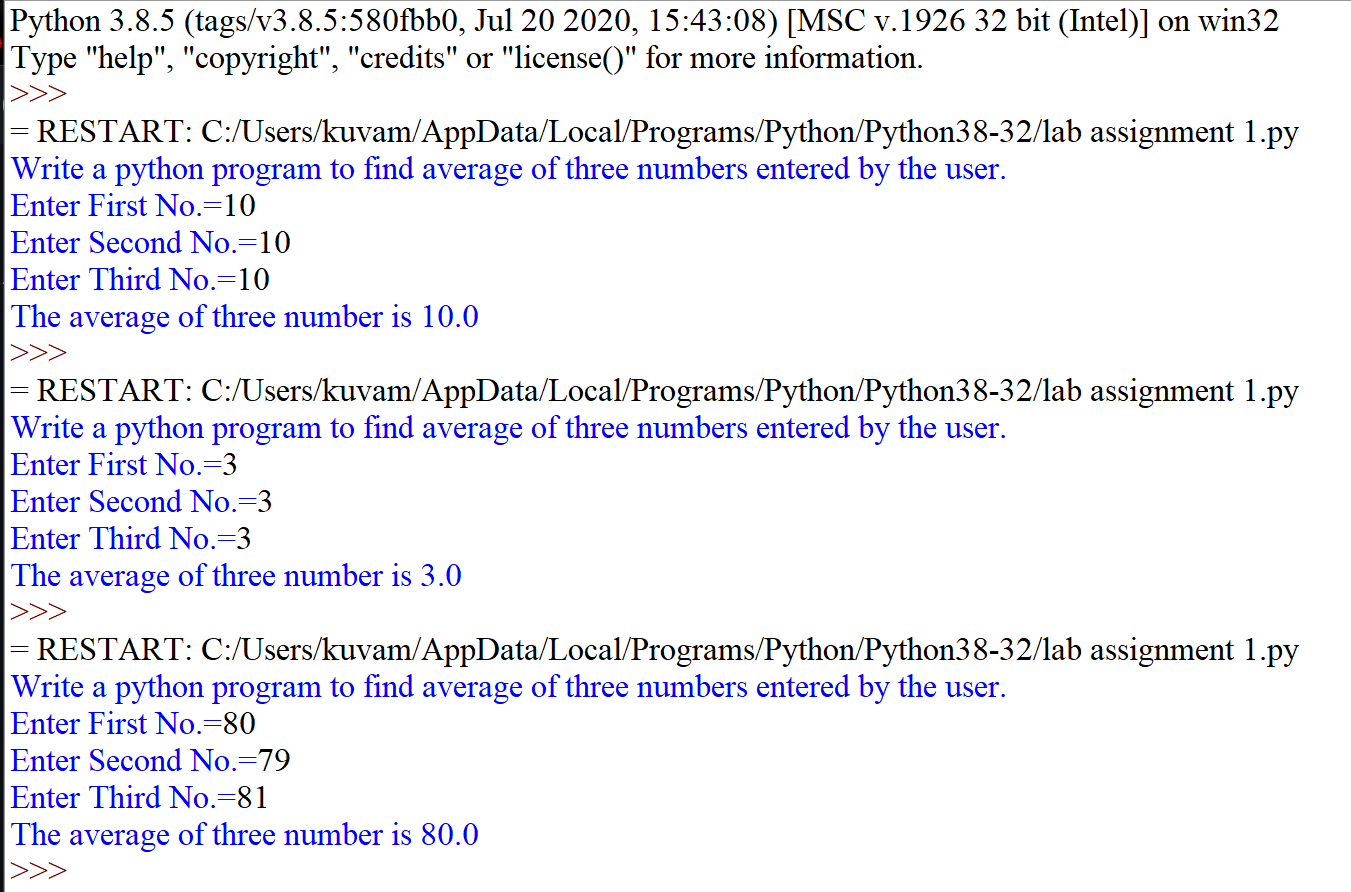 Python 3.8.5 (tags/v3.8.5:580fbb0, Jul 20 2020, 15:43:08) [MSC v.1926 32 bit (Intel)] on win32
Type "help", "copyright", "credits" or "license()" for more information.
>>>
= RESTART: C:/Users/kuvam/AppData/Local/Programs/Python/Python38-32/lab assignment 1.py
Write a python program to find average of three numbers entered by the user.
Enter First No.=10
Enter Second No.=10
Enter Third No.=10
The average of three number is 10.0
>>>
= RESTART: C:/Users/kuvam/AppData/Local/Programs/Python/Python38-32/lab assignment 1.py
Write a python program to find average of three numbers entered by the user.
Enter First No.=3
Enter Second No.=3
Enter Third No.=3
The average of three number is 3.0
>>>
= RESTART: C:/Users/kuvam/AppData/Local/Programs/Python/Python38-32/lab assignment 1.py
Write a python program to find average of three numbers entered by the user.
Enter First No.=80
Enter Second No.=79
Enter Third No.=81
The average of three number is 80.0
>>>